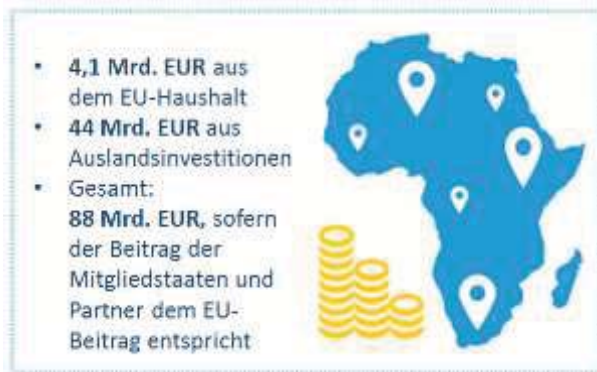 • 4,1 Mrd. EUR aus
dem EU-Haushalt
• 44 Mrd. EUR aus
Auslandsinvestitionen
• Gesamt:
88 Mrd. EUR, sofern
der Beitrag der
Mitgliedstaaten und
Partner dem EU-
Beitrag entspricht